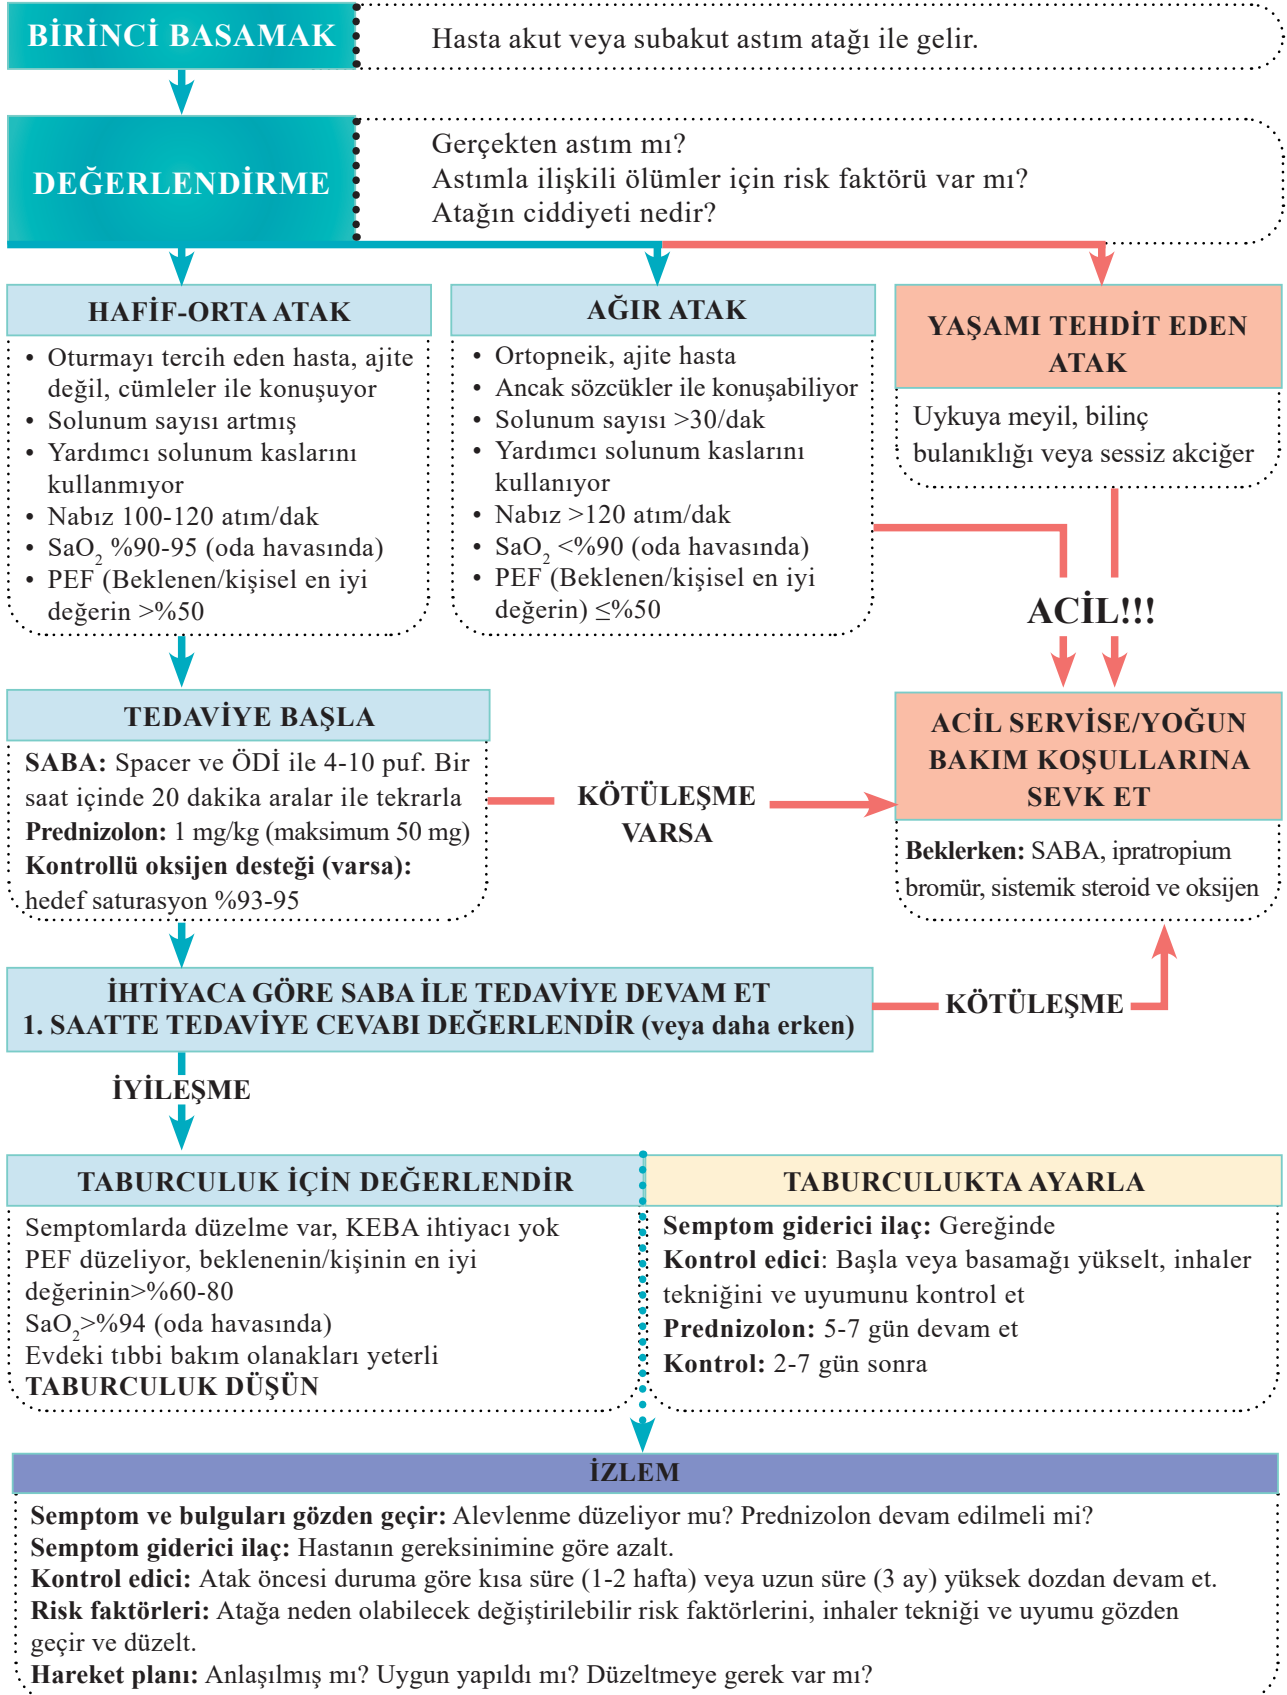 BİRİNCİ BASAMAK
Hasta akut veya subakut astım atağı ile gelir.
DEĞERLENDİRME
Gerçekten astım mı?
Astımla ilişkili ölümler için risk faktörü var mı?
Atağın ciddiyeti nedir?
HAFİF-ORTA ATAK
• Oturmayı tercih eden hasta, ajite
değil, cümleler ile konuşuyor
• Solunum sayısı artmış
• Yardımcı solunum kaslarını
kullanmıyor
• Nabız 100-120 atım/dak
• SaO₂ %90-95 (oda havasında)
• PEF (Beklenen/kişisel en iyi
değerin >%50
AĞIR ATAK
• Ortopneik, ajite hasta
• Ancak sözcükler ile konuşabiliyor
• Solunum sayısı >30/dak
• Yardımcı solunum kaslarını
kullanıyor
• Nabız >120 atım/dak
• SaO₂ <%90 (oda havasında)
• PEF (Beklenen/kişisel en iyi
değerin) ≤%50
YAŞAMI TEHDİT EDEN
ATAK
Uykuya meyil, bilinç
bulanıklığı veya sessiz akciğer
ACİL!!!
TEDAVİYE BAŞLA
SABA: Spacer ve ÖDİ ile 4-10 puf. Bir
saat içinde 20 dakika aralar ile tekrarla
Prednizolon: 1 mg/kg (maksimum 50 mg)
Kontrollü oksijen desteği (varsa):
hedef saturasyon %93-95
KÖTÜLEŞME
VARSA
ACİL SERVİSE/YOĞUN
BAKIM KOŞULLARINA
SEVK ET
Beklerken: SABA, ipratropium
bromür, sistemik steroid ve oksijen
İHTİYACA GÖRE SABA İLE TEDAVİYE DEVAM ET
1. SAATTE TEDAVİYE CEVABI DEĞERLENDİR (veya daha erken)
KÖTÜLEŞME
İYİLEŞME
TABURCULUK İÇİN DEĞERLENDİR
Semptomlarda düzelme var, KEBA ihtiyacı yok
PEF düzeliyor, beklenenin/kişinin en iyi
değerinin>%60-80
SaO₂>%94 (oda havasında)
Evdeki tıbbi bakım olanakları yeterli
TABURCULUK DÜŞÜN
TABURCULUKTA AYARLA
Semptom giderici ilaç: Gereğinde
Kontrol edici: Başla veya basamağı yükselt, inhaler
tekniğini ve uyumunu kontrol et
Prednizolon: 5-7 gün devam et
Kontrol: 2-7 gün sonra
İZLEM
Semptom ve bulguları gözden geçir: Alevlenme düzeliyor mu? Prednizolon devam edilmeli mi?
Semptom giderici ilaç: Hastanın gereksinimine göre azalt.
Kontrol edici: Atak öncesi duruma göre kısa süre (1-2 hafta) veya uzun süre (3 ay) yüksek dozdan devam et.
Risk faktörleri: Atağa neden olabilecek değiştirilebilir risk faktörlerini, inhaler tekniği ve uyumu gözden
geçir ve düzelt.
Hareket planı: Anlaşılmış mı? Uygun yapıldı mı? Düzeltmeye gerek var mı?